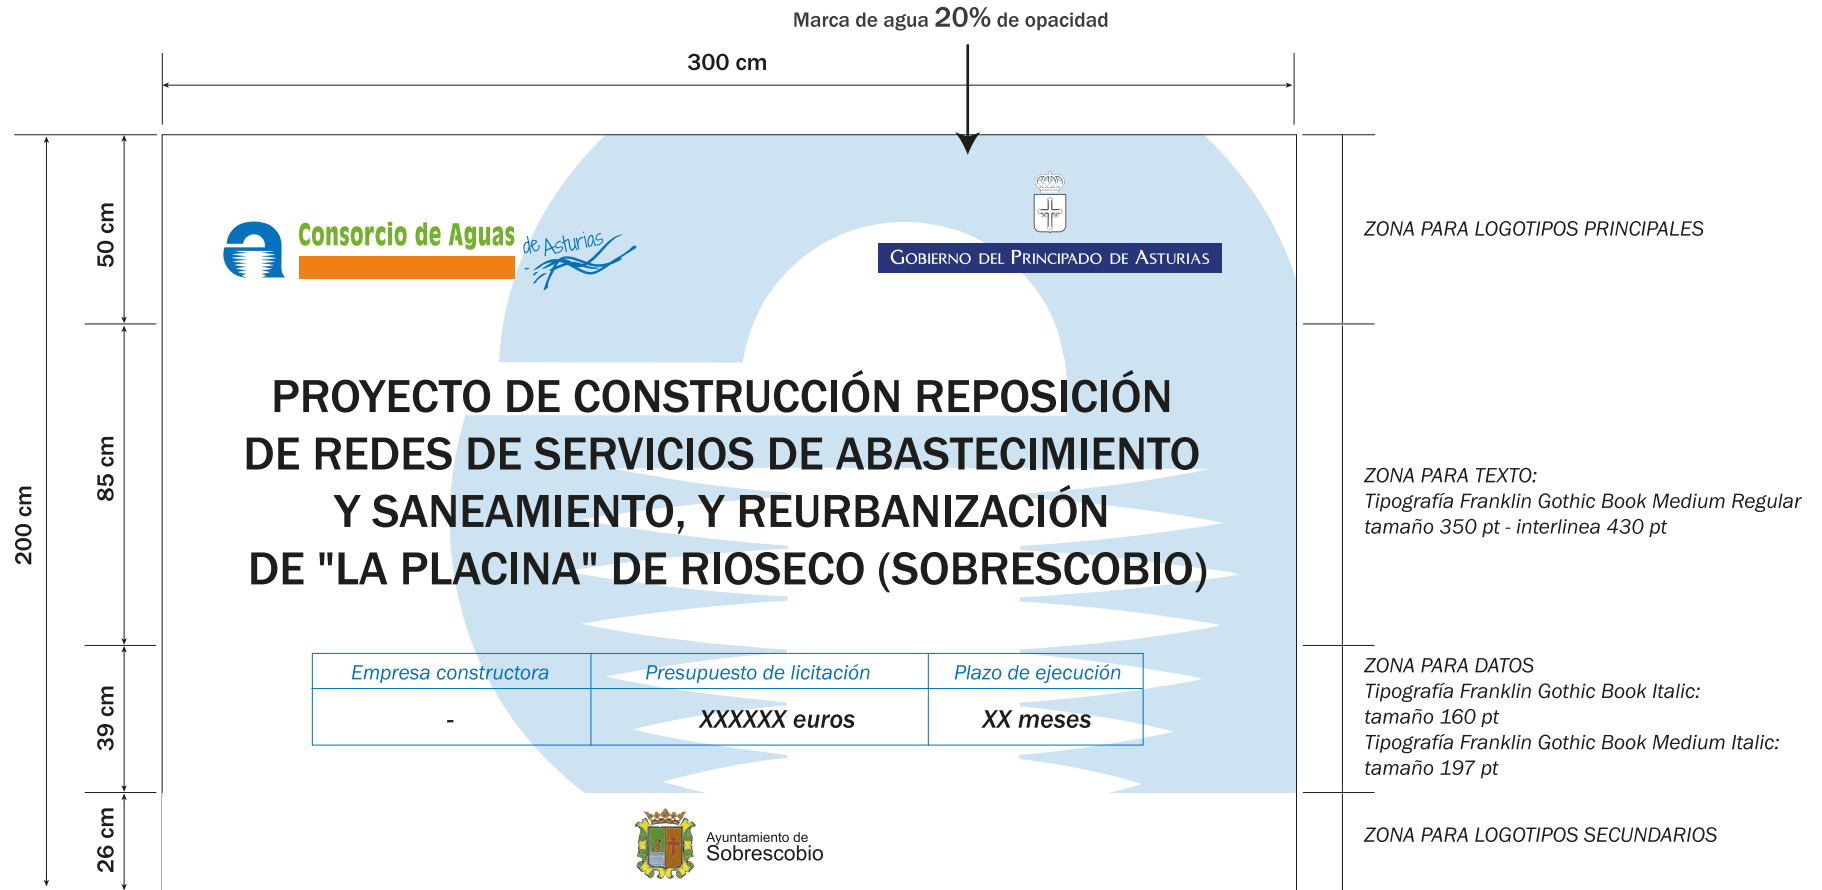 Marca de agua 20% de opacidad
300 cm
200 cm
50 cm
85 cm
39 cm
26 cm
Consorcio de Aguas
de Asturias
GOBIERNO DEL PRINCIPADO DE ASTURIAS
PROYECTO DE CONSTRUCCIÓN REPOSICIÓN
DE REDES DE SERVICIOS DE ABASTECIMIENTO
Y SANEAMIENTO, Y REURBANIZACIÓN
DE "LA PLACINA" DE RIOSECO (SOBRESCOBIO)
Empresa constructora
Presupuesto de licitación
Plazo de ejecución
-
XXXXXX euros
XX meses
Ayuntamiento de
Sobrescobio
ZONA PARA LOGOTIPOS PRINCIPALES
ZONA PARA TEXTO:
Tipografía Franklin Gothic Book Medium Regular
tamaño 350 pt - interlinea 430 pt
ZONA PARA DATOS
Tipografía Franklin Gothic Book Italic:
tamaño 160 pt
Tipografía Franklin Gothic Book Medium Italic:
tamaño 197 pt
ZONA PARA LOGOTIPOS SECUNDARIOS